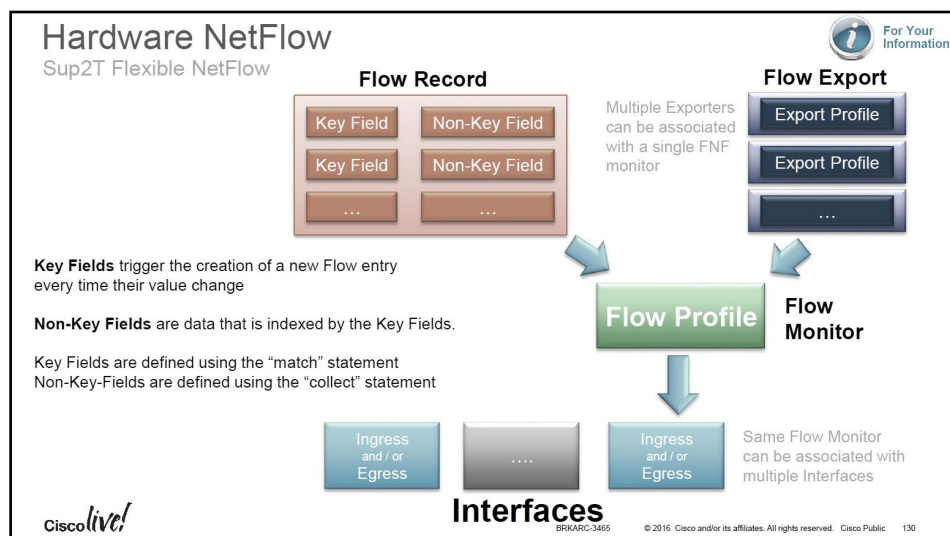 Hardware NetFlow
Sup2T Flexible NetFlow
For Your
Information
Flow Record
Key Field
Non-Key Field
Key Field
Non-Key Field
...
...
Multiple Exporters
can be associated
with a single FNF
monitor
Flow Export
Export Profile
Export Profile
...
Key Fields trigger the creation of a new Flow entry
every time their value change
Non-Key Fields are data that is indexed by the Key Fields.
Key Fields are defined using the “match” statement
Non-Key-Fields are defined using the “collect” statement
Flow Profile
Flow
Monitor
Ingress
and / or
Egress
....
Ingress
and / or
Egress
Same Flow Monitor
can be associated with
multiple Interfaces
Interfaces
Cisco live!
BRKARC-3465
© 2016 Cisco and/or its affiliates. All rights reserved. Cisco Public
130